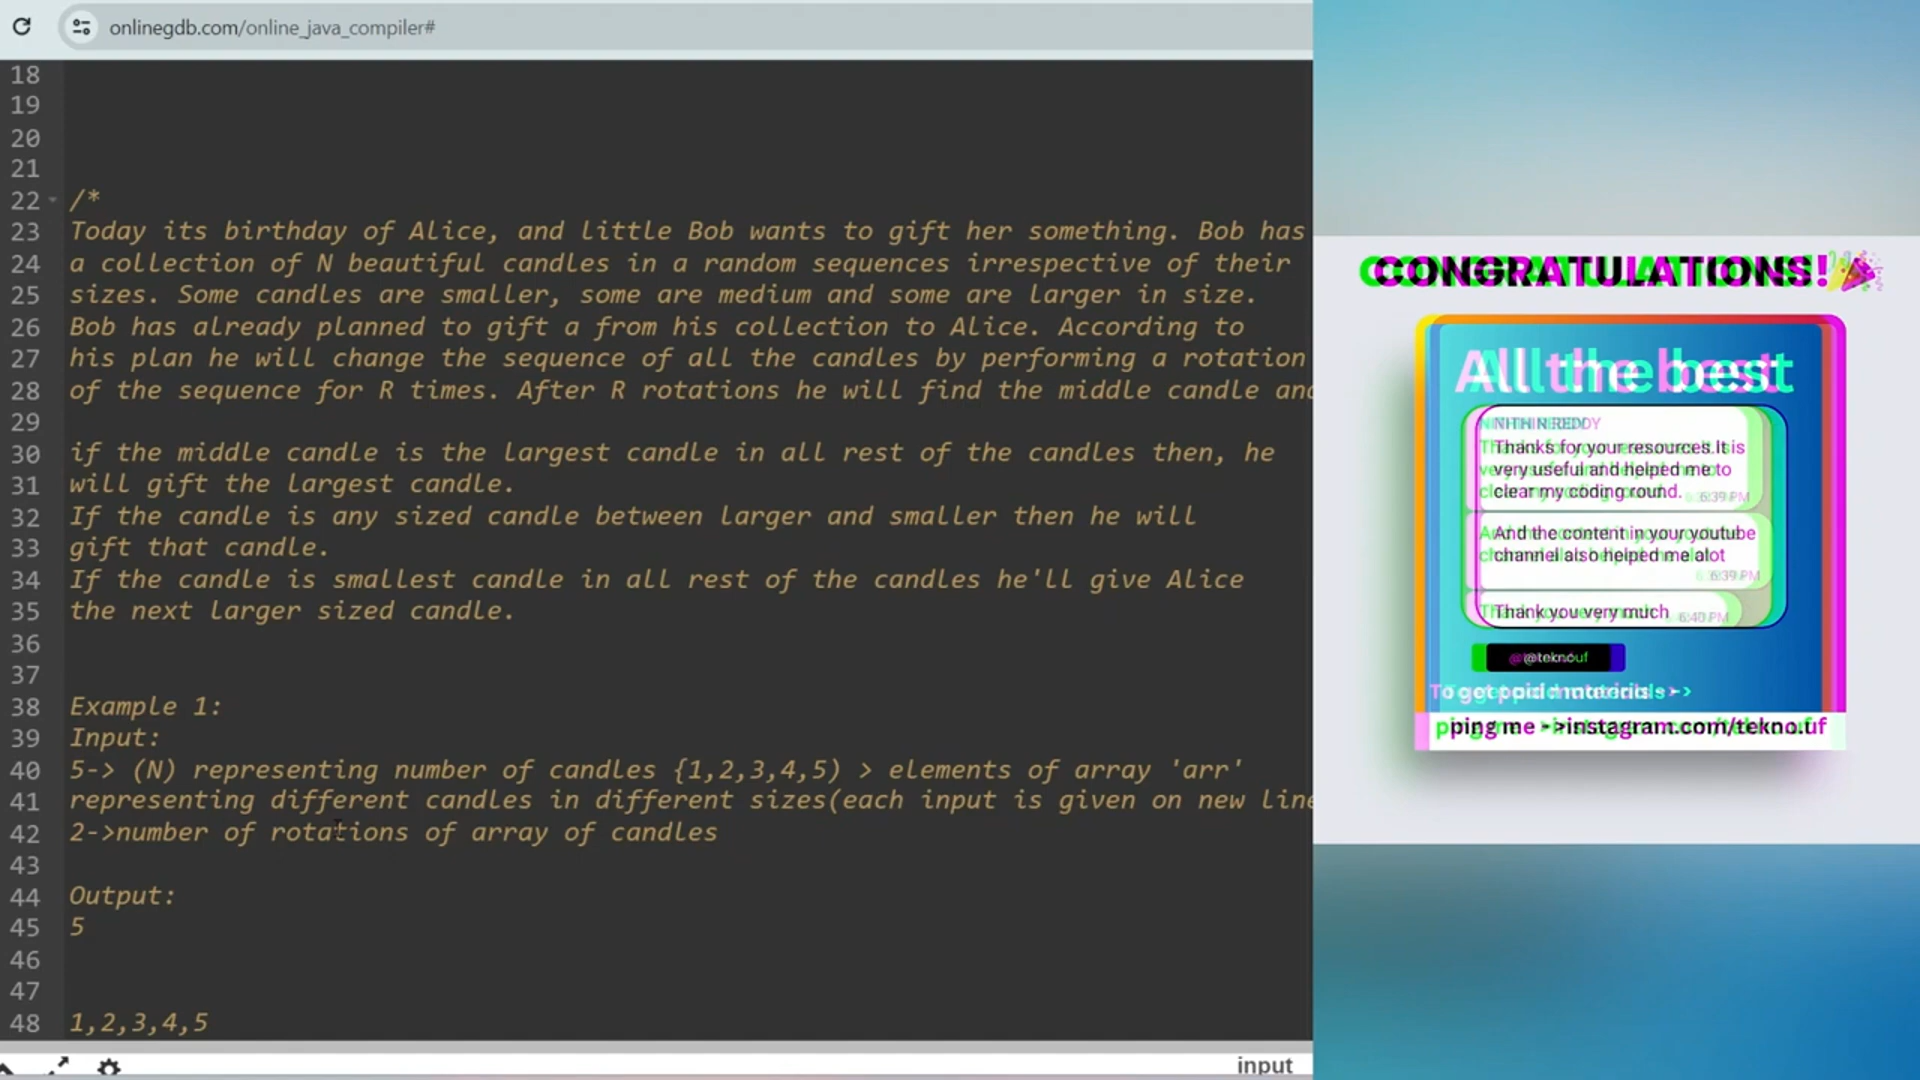 onlinegdb.com/online_java_compiler#
18
19
20
21
22 /*
23 Today its birthday of Alice, and little Bob wants to gift her something. Bob has
24 a collection of N beautiful candles in a random sequences irrespective of their
25 sizes. Some candles are smaller, some are medium and some are larger in size.
26 Bob has already planned to gift a from his collection to Alice. According to
27 his plan he will change the sequence of all the candles by performing a rotation
28 of the sequence for R times. After R rotations he will find the middle candle and
29
30 if the middle candle is the largest candle in all rest of the candles then, he
31 will gift the largest candle.
32 If the candle is any sized candle between larger and smaller then he will
33 gift that candle.
34 If the candle is smallest candle in all rest of the candles he'll give Alice
35 the next larger sized candle.
36
37
38 Example 1:
39 Input:
40 5-> (N) representing number of candles {1,2,3,4,5) > elements of array 'arr'
41 representing different candles in different sizes(each input is given on new line
42 2->number of rotations of array of candles
43
44 Output:
45 5
46
47
48 1,2,3,4,5
input
CONGRATULATIONS!
All the best
NITHIN REDDY
Thanks for your resources It is
very useful and helped me to
clear my coding round. 6:39 PM
And the content in your youtube
channel also helped me alot
6:39 PM
Thank you very much 6:40 PM
@teknouf
To get paid materials ->
ping me ->instagram.com/tekno.uf